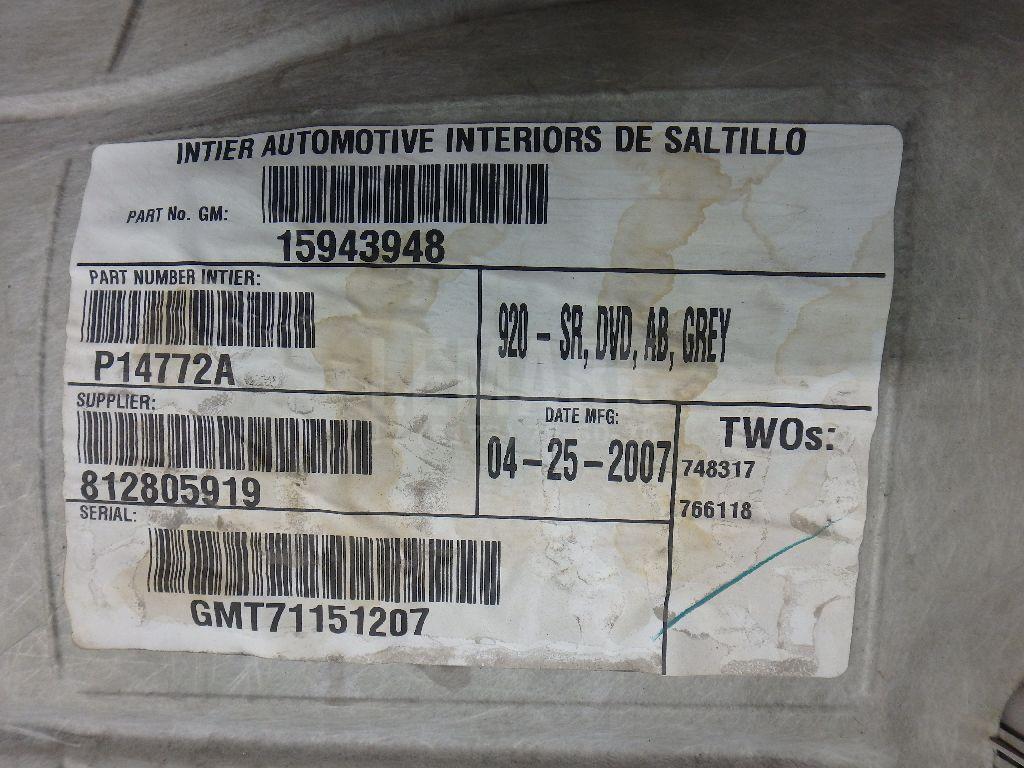 INTIER AUTOMOTIVE INTERIORS DE SALTILLO
PART No. GM:
15943948
PART NUMBER INTIER:
P14772A
920 - SR, DVD, AB, GREY
SUPPLIER:
812805919
DATE MFG:
04-25-2007
TWOs:
748317
766118
SERIAL:
GMT71151207